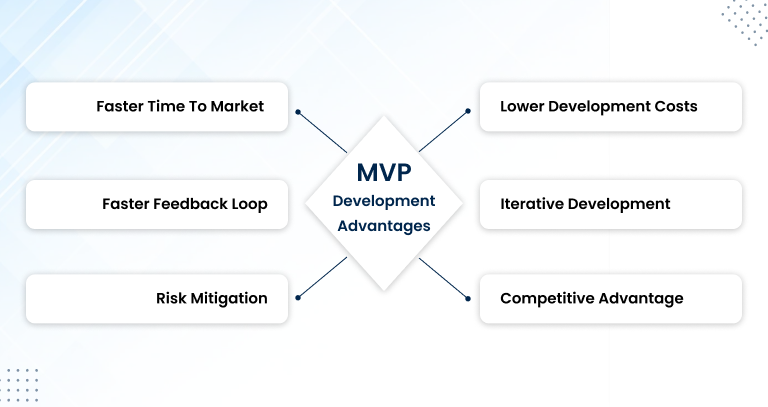 Faster Time To Market
Lower Development Costs
MVP
Development
Advantages
Faster Feedback Loop
Iterative Development
Risk Mitigation
Competitive Advantage